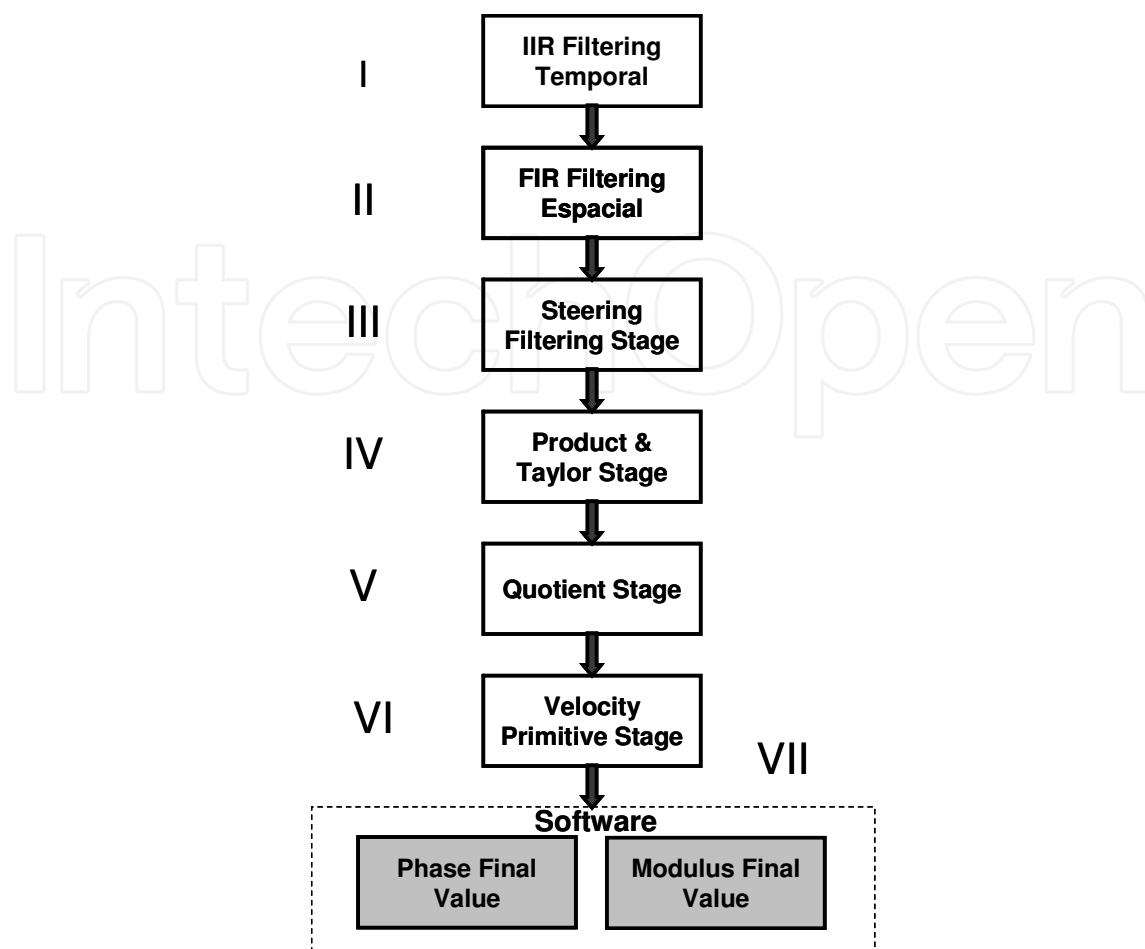 I
IIR Filtering
Temporal
II
FIR Filtering
Espacial
IntechOpen
III
Steering
Filtering Stage
IV
Product &
Taylor Stage
V
Quotient Stage
VI
Velocity
Primitive Stage
VII
Software
Phase Final
Value
Modulus Final
Value